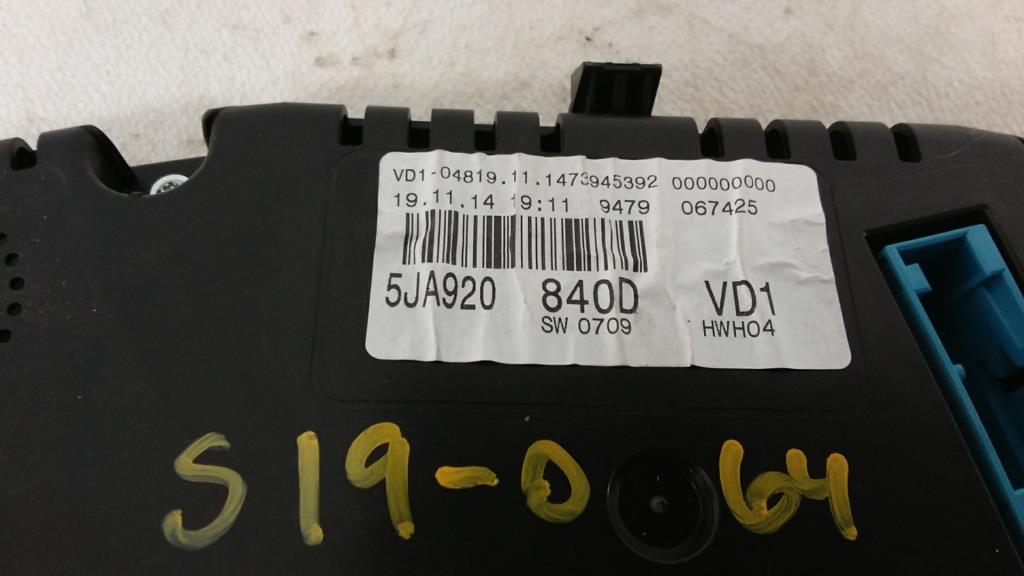 VD1-04819.11.1473945392 000000000
19.11.14 19:11 9479 067425
5JA920 840D VD1
SW 0709 HWH04
S19-064